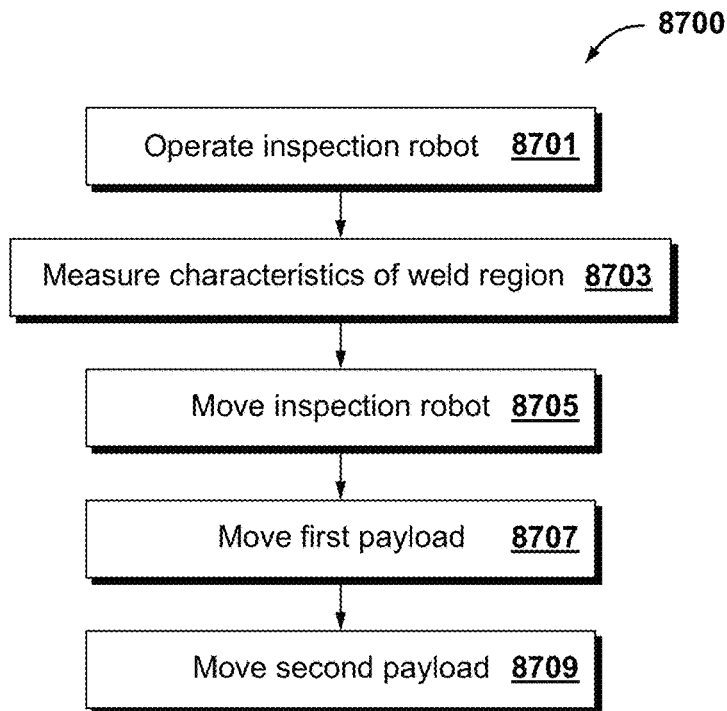 8700
Operate inspection robot 8701
Measure characteristics of weld region 8703
Move inspection robot 8705
Move first payload 8707
Move second payload 8709